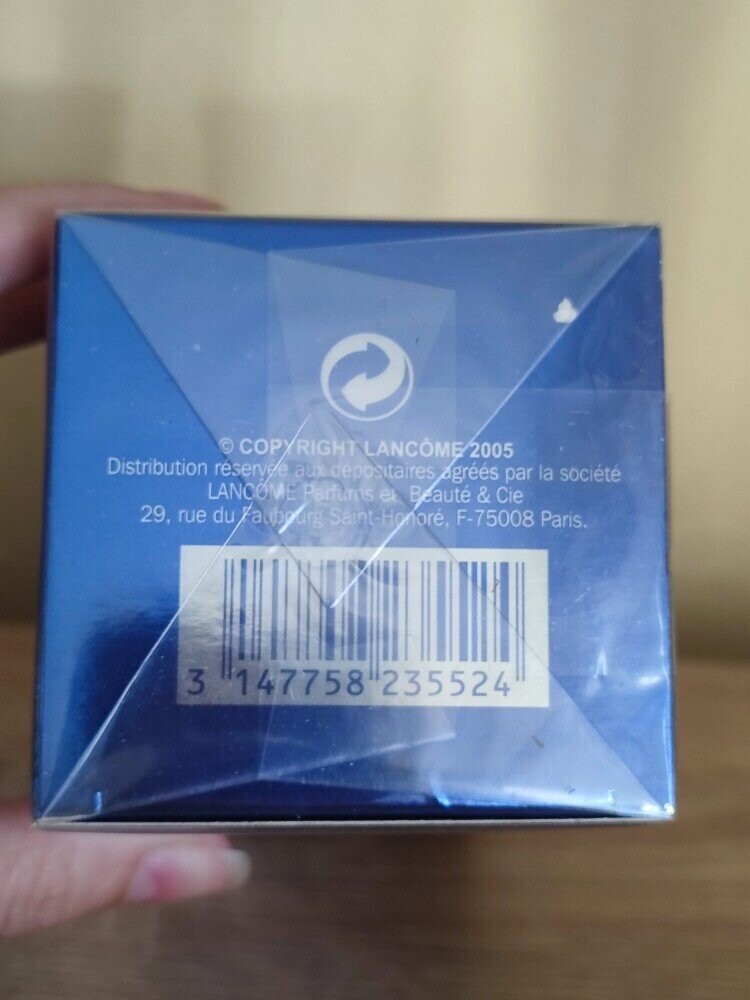 © COPYRIGHT LANCÔME 2005
Distribution réservée aux dépositaires agréés par la société
LANCÔME Parfums et Beauté & Cie
29, rue du Faubourg Saint-Honoré, F-75008 Paris.
3 147758 235524